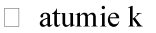 □ atumie k